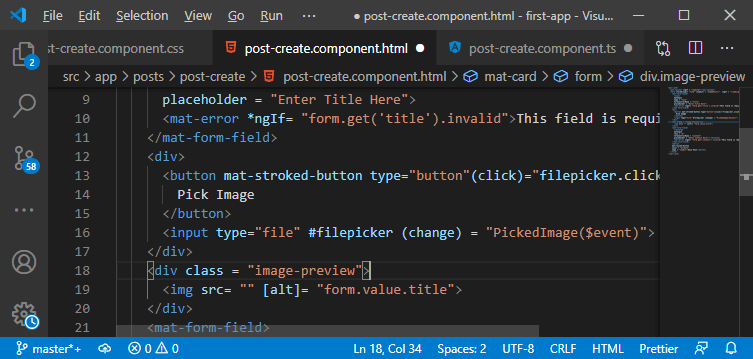 File Edit Selection View Go Run ··· ● post-create.component.html - first-app - Visu...
st-create.component.css post-create.component.html ● post-create.component.ts ●
src > app > posts > post-create > post-create.component.html > mat-card > form > div.image-preview
2
58
9 placeholder = "Enter Title Here">
10 <mat-error *ngIf= "form.get('title').invalid">This field is requi
11 </mat-form-field>
12 <div>
13 <button mat-stroked-button type="button"(click)="filepicker.click
14 Pick Image
15 </button>
16 <input type="file" #filepicker (change) = "PickedImage($event)">
17 </div>
18 <div class = "image-preview">
19 <img src= "" [alt]= "form.value.title">
20 </div>
21 <mat-form-field>
master*+ 0 0 Ln 18, Col 34 Spaces: 2 UTF-8 CRLF HTML Prettier